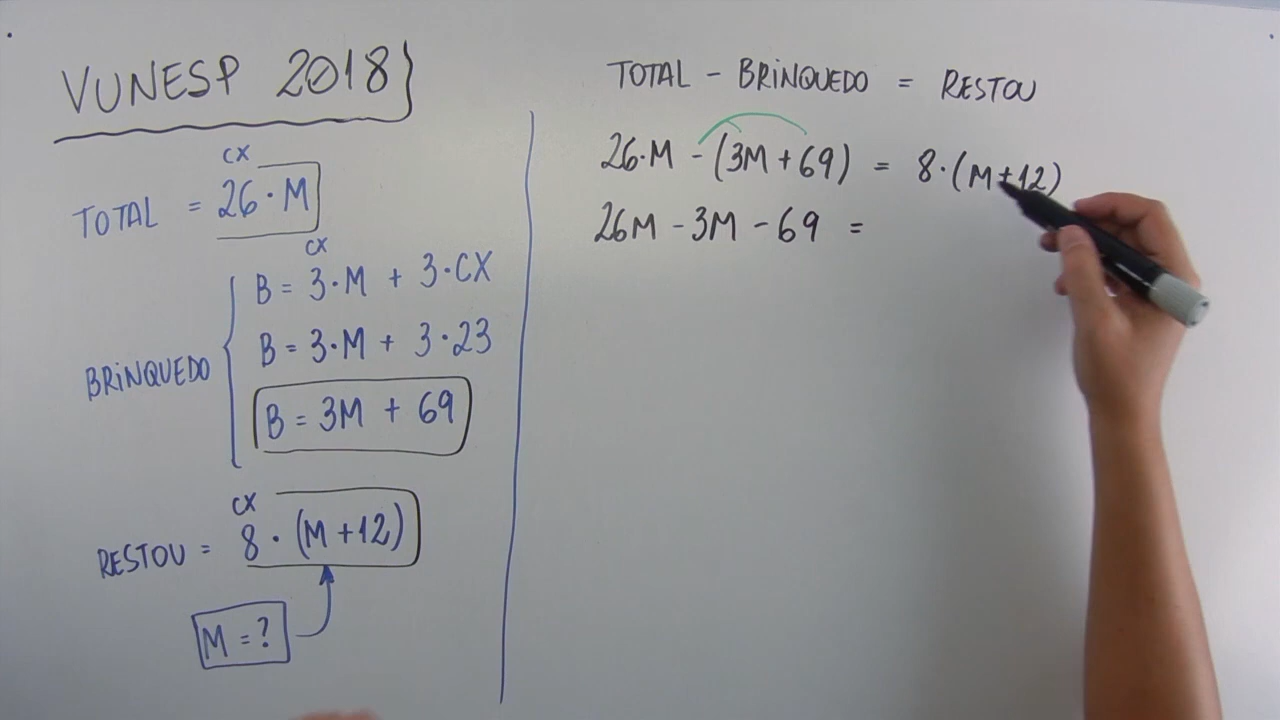 VUNESP 2018
CX
TOTAL = 26·M
CX
B = 3·M + 3·CX
B = 3·M + 3·23
BRiNQUEDO
B = 3M + 69
CX
RESTOU = 8·(M+12)
M = ?
TOTAL - BRiNQUEDO = RESTOU
26·M - (3M + 69) = 8·(M+12)
26M - 3M - 69 =